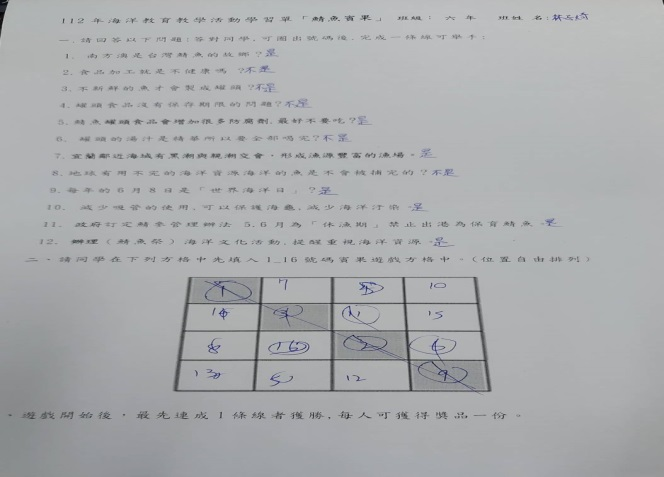 112年海洋教育教學活動學習單「鯖魚賓果」 班級：六年 班姓名:
一、請回答以下問題:答對同學,可圈出號碼後,完成一條線可舉卡:
1. 南方澳是台灣鯖魚的故鄉?是
2.食品加工就是不健康嗎?不是
3.不新鮮的魚才會製成罐頭?不是
4.罐頭食品沒有保存期限的問題?不是
5.鯖魚罐頭食品會增加很多防腐劑,最好不要吃?是
6. 罐頭的湯汁是精華所以要全部喝完?不是
7.宜蘭鄰近海域有黑潮與親潮交會,形成漁源豐富的漁場。是
8.地球有用不完的海洋資源海洋的魚是不會被捕完的?不是
9.每年的6月8日是「世界海洋日」?是
10. 減少吸管的使用,可以保護海龜,減少海洋汙染.是
11. 政府訂定鯖參管理辦法 5,6月為「休漁期」禁止出港為保育鯖魚.是
12. 辦理(鯖魚祭)海洋文化活動,提醒重視海洋資源.是
二、請同學在下列方格中先填入1_16號碼賓果遊戲方格中。(位置自由排列)
7 10
14 11 15
8 16 2 6
13 5 12 9
。遊戲開始後,最先連成1條線者獲勝,每人可獲得獎品一份。